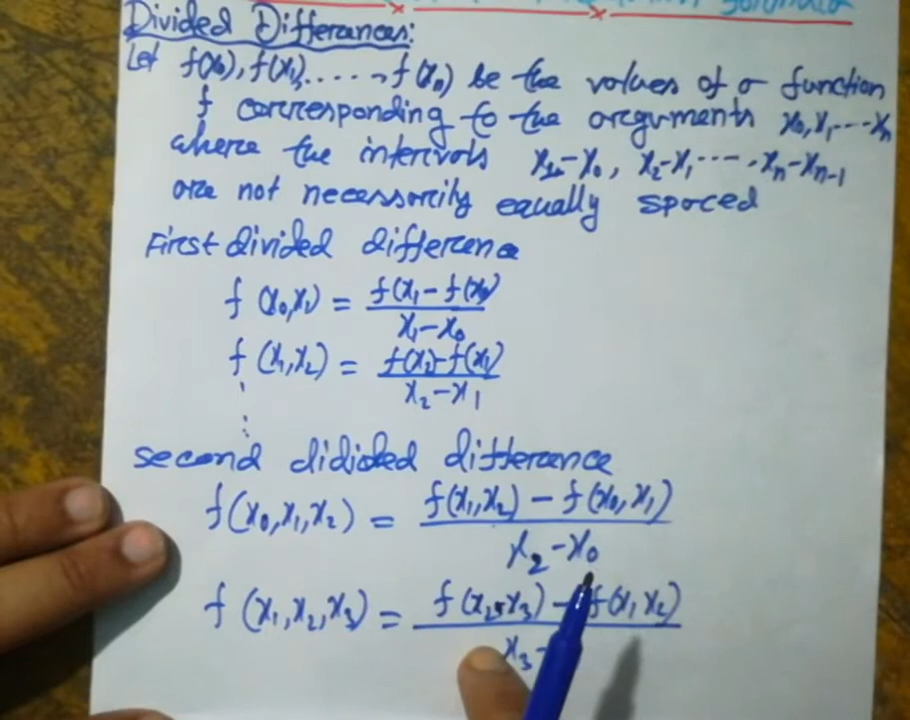 Divided Differences:
Let f(x₀), f(x₁), ....., f(xₙ) be the values of a function
f corresponding to the arguments x₀, x₁, ... xₙ
where the intervals x₁-x₀, x₂-x₁ ..... xₙ-xₙ₋₁
are not necessarily equally spaced
First divided difference
f (x₀,x₁) = f(x₁ - f(x₀) / x₁-x₀
f (x₁,x₂) = f(x₂)-f(x₁) / x₂-x₁
second didided difference
f(x₀,x₁,x₂) = f(x₁,x₂) - f(x₀,x₁) / x₂-x₀
f (x₁,x₂,x₃) = f(x₂,x₃) - f(x₁ x₂) / x₃-